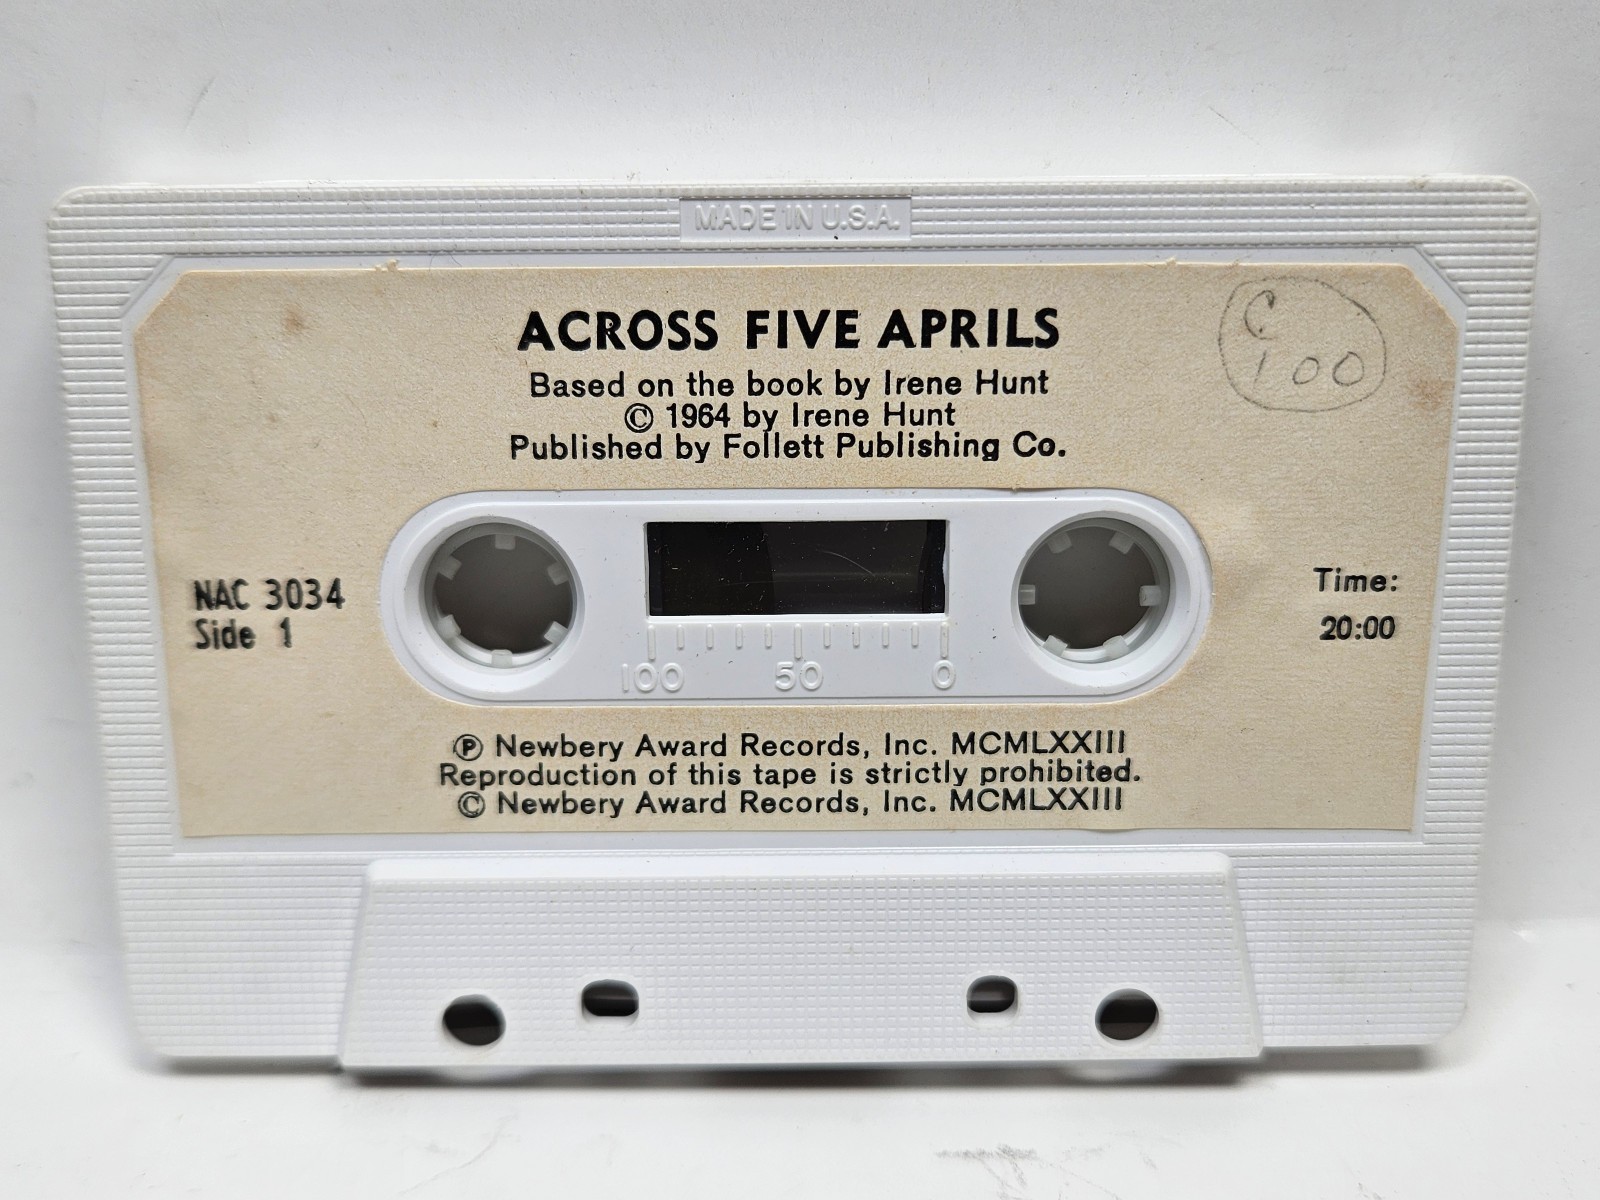 MADE IN U.S.A.
ACROSS FIVE APRILS
Based on the book by Irene Hunt
© 1964 by Irene Hunt
Published by Follett Publishing Co.
C
100
NAC 3034
Side 1
Time:
20:00
100 50 0
℗ Newbery Award Records, Inc. MCMLXXIII
Reproduction of this tape is strictly prohibited.
© Newbery Award Records, Inc. MCMLXXIII